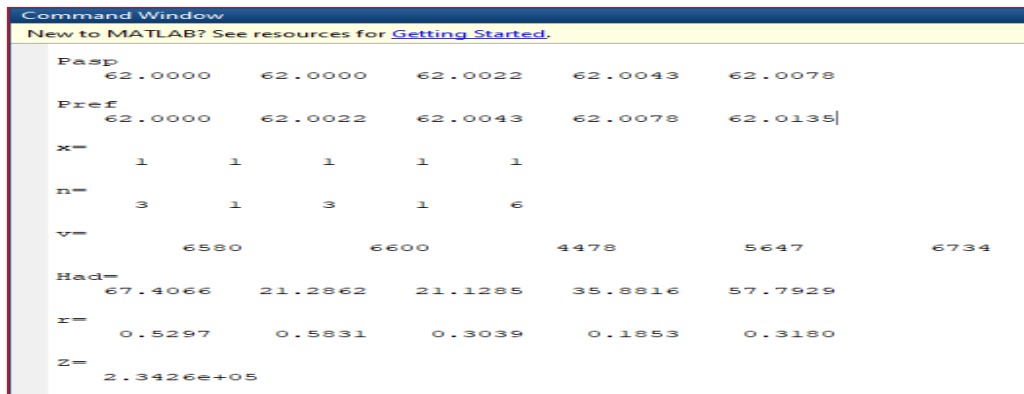 Command Window
New to MATLAB? See resources for Getting Started.
Pasp
62.0000 62.0000 62.0022 62.0043 62.0078
Pref
62.0000 62.0022 62.0043 62.0078 62.0135
x=
1 1 1 1 1
n=
3 1 3 1 6
v=
6580 6600 4478 5647 6734
Had=
67.4066 21.2862 21.1285 35.8816 57.7929
r=
0.5297 0.5831 0.3039 0.1853 0.3180
z=
2.3426e+05